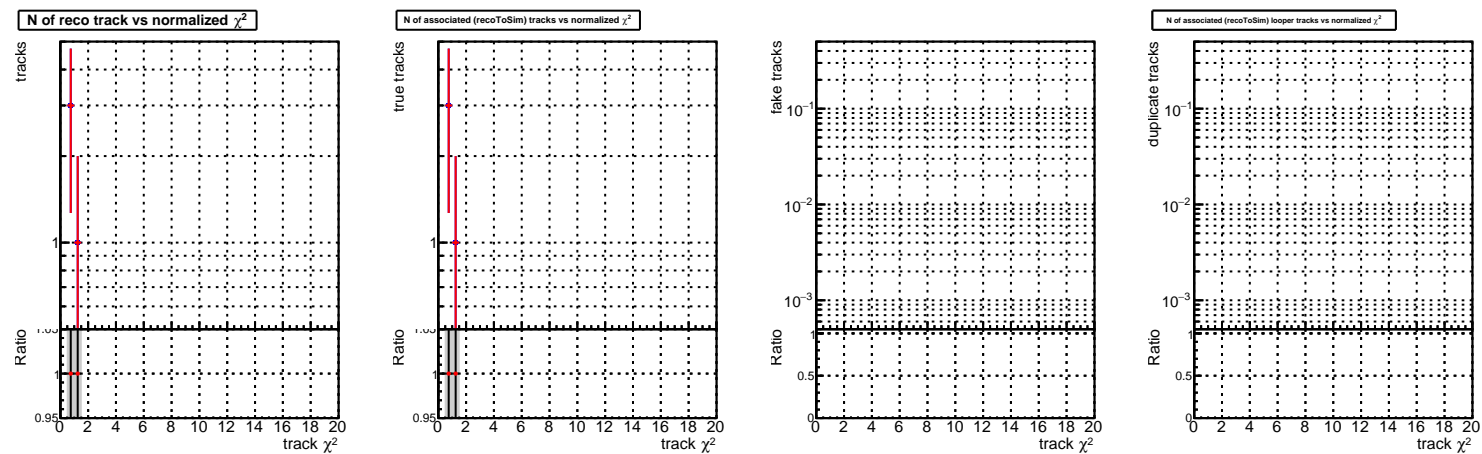 N of reco track vs normalized χ²
N of associated (recoToSim) tracks vs normalized χ²
N of associated (recoToSim) looper tracks vs normalized χ²
tracks
1
Ratio
1.05
1
0.95
0 2 4 6 8 10 12 14 16 18 20
track χ²
true tracks
1
Ratio
1.05
1
0.95
0 2 4 6 8 10 12 14 16 18 20
track χ²
fake tracks
10⁻¹
10⁻²
10⁻³
Ratio
1
0.5
0
0 2 4 6 8 10 12 14 16 18 20
track χ²
duplicate tracks
10⁻¹
10⁻²
10⁻³
Ratio
1
0.5
0
0 2 4 6 8 10 12 14 16 18 20
track χ²